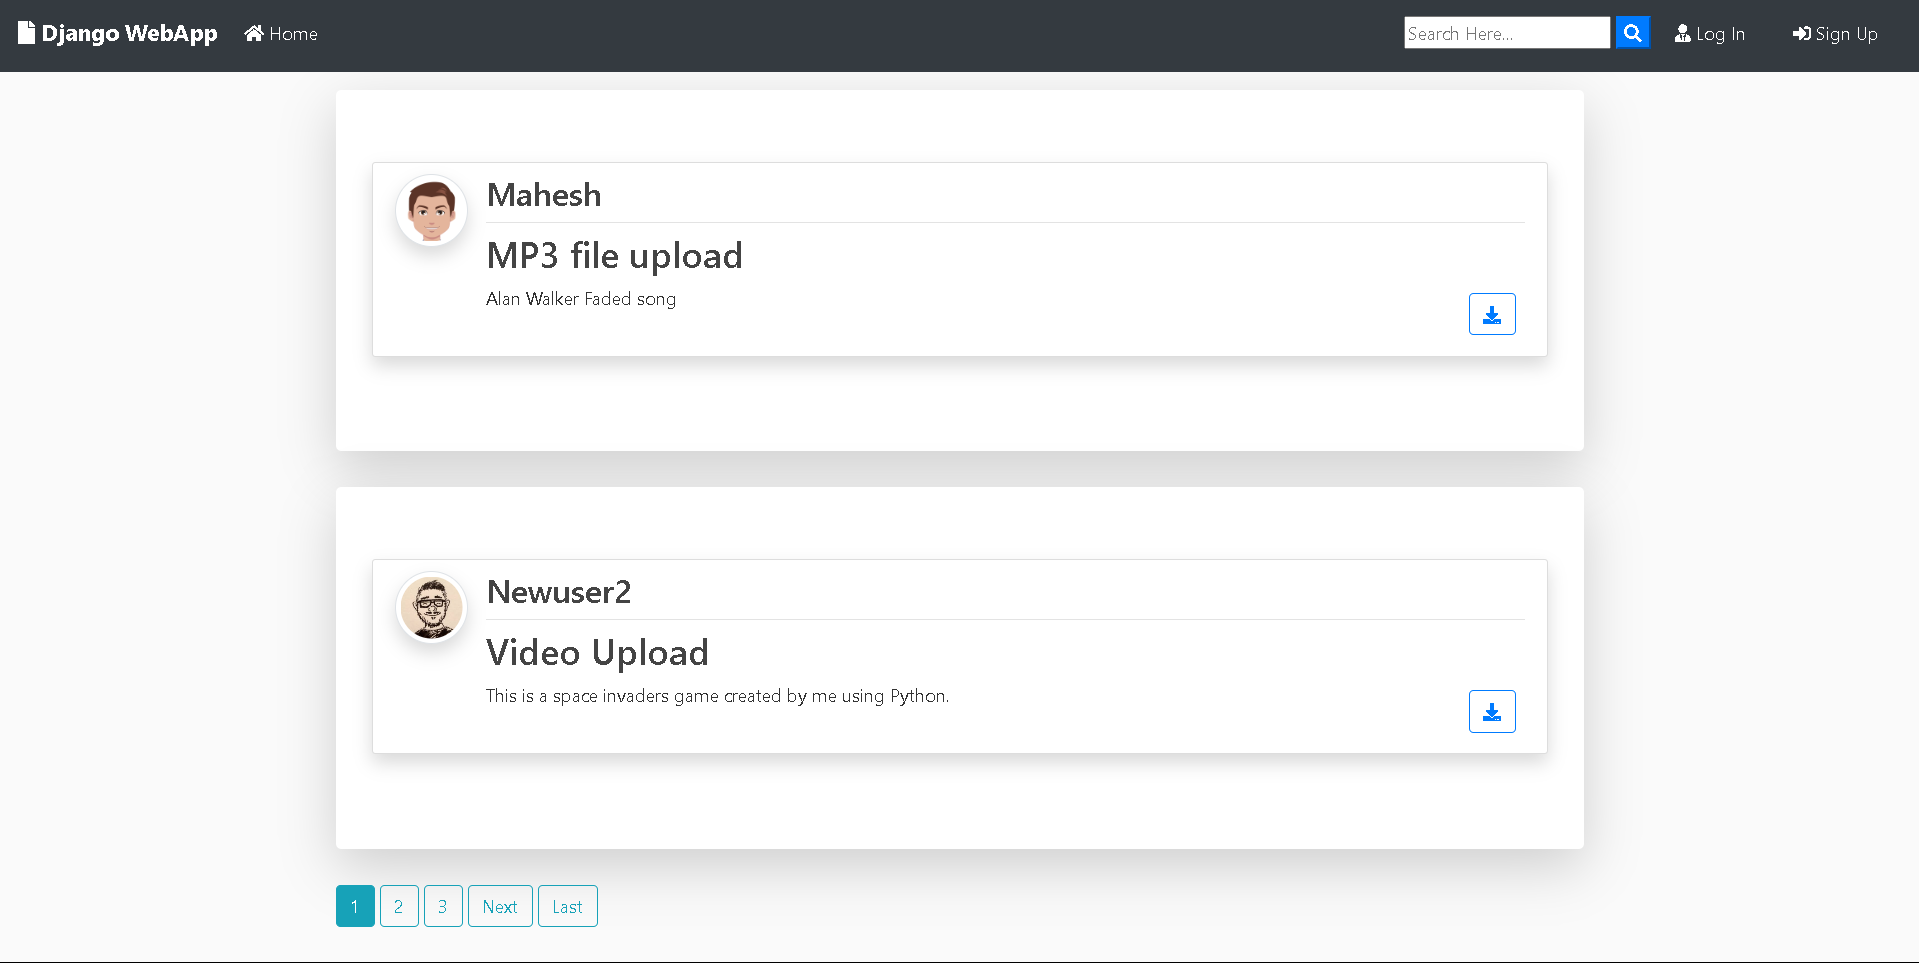 Django WebApp Home Search Here... Log In Sign Up
Mahesh
MP3 file upload
Alan Walker Faded song
Newuser2
Video Upload
This is a space invaders game created by me using Python.
1 2 3 Next Last